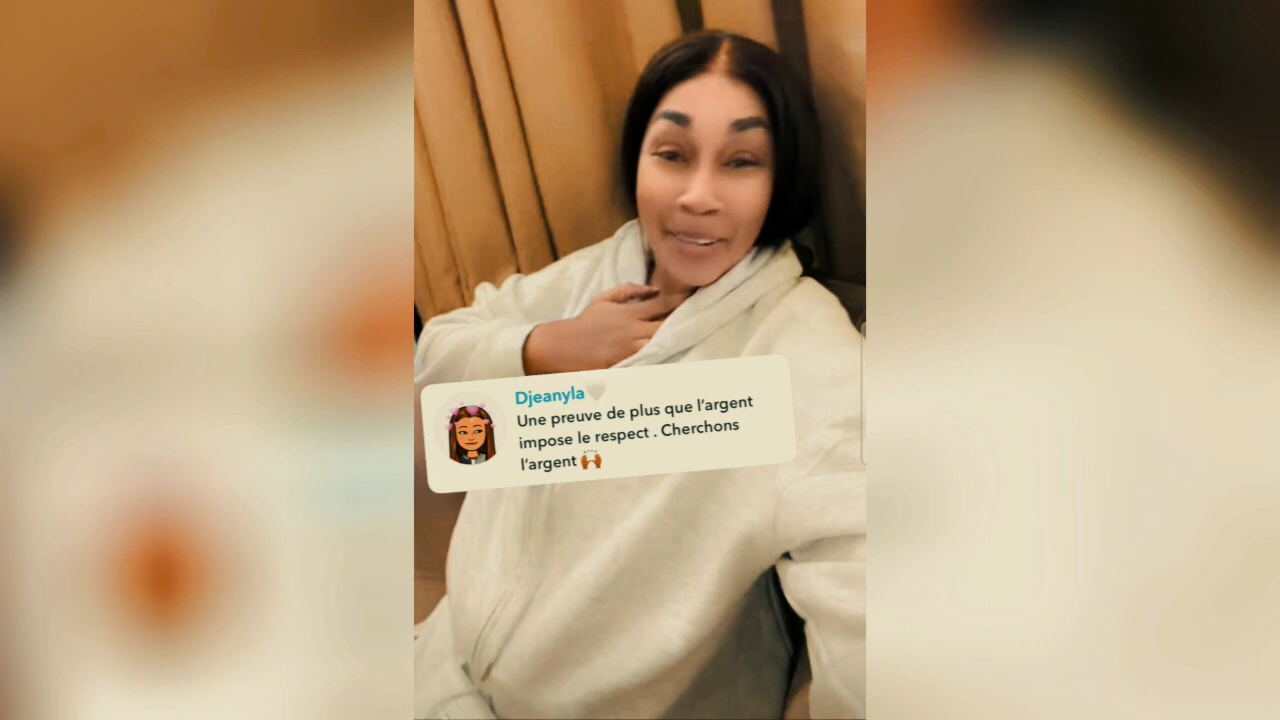 Djeanyla🤍
Une preuve de plus que l'argent
impose le respect . Cherchons
l'argent 🙌🏾